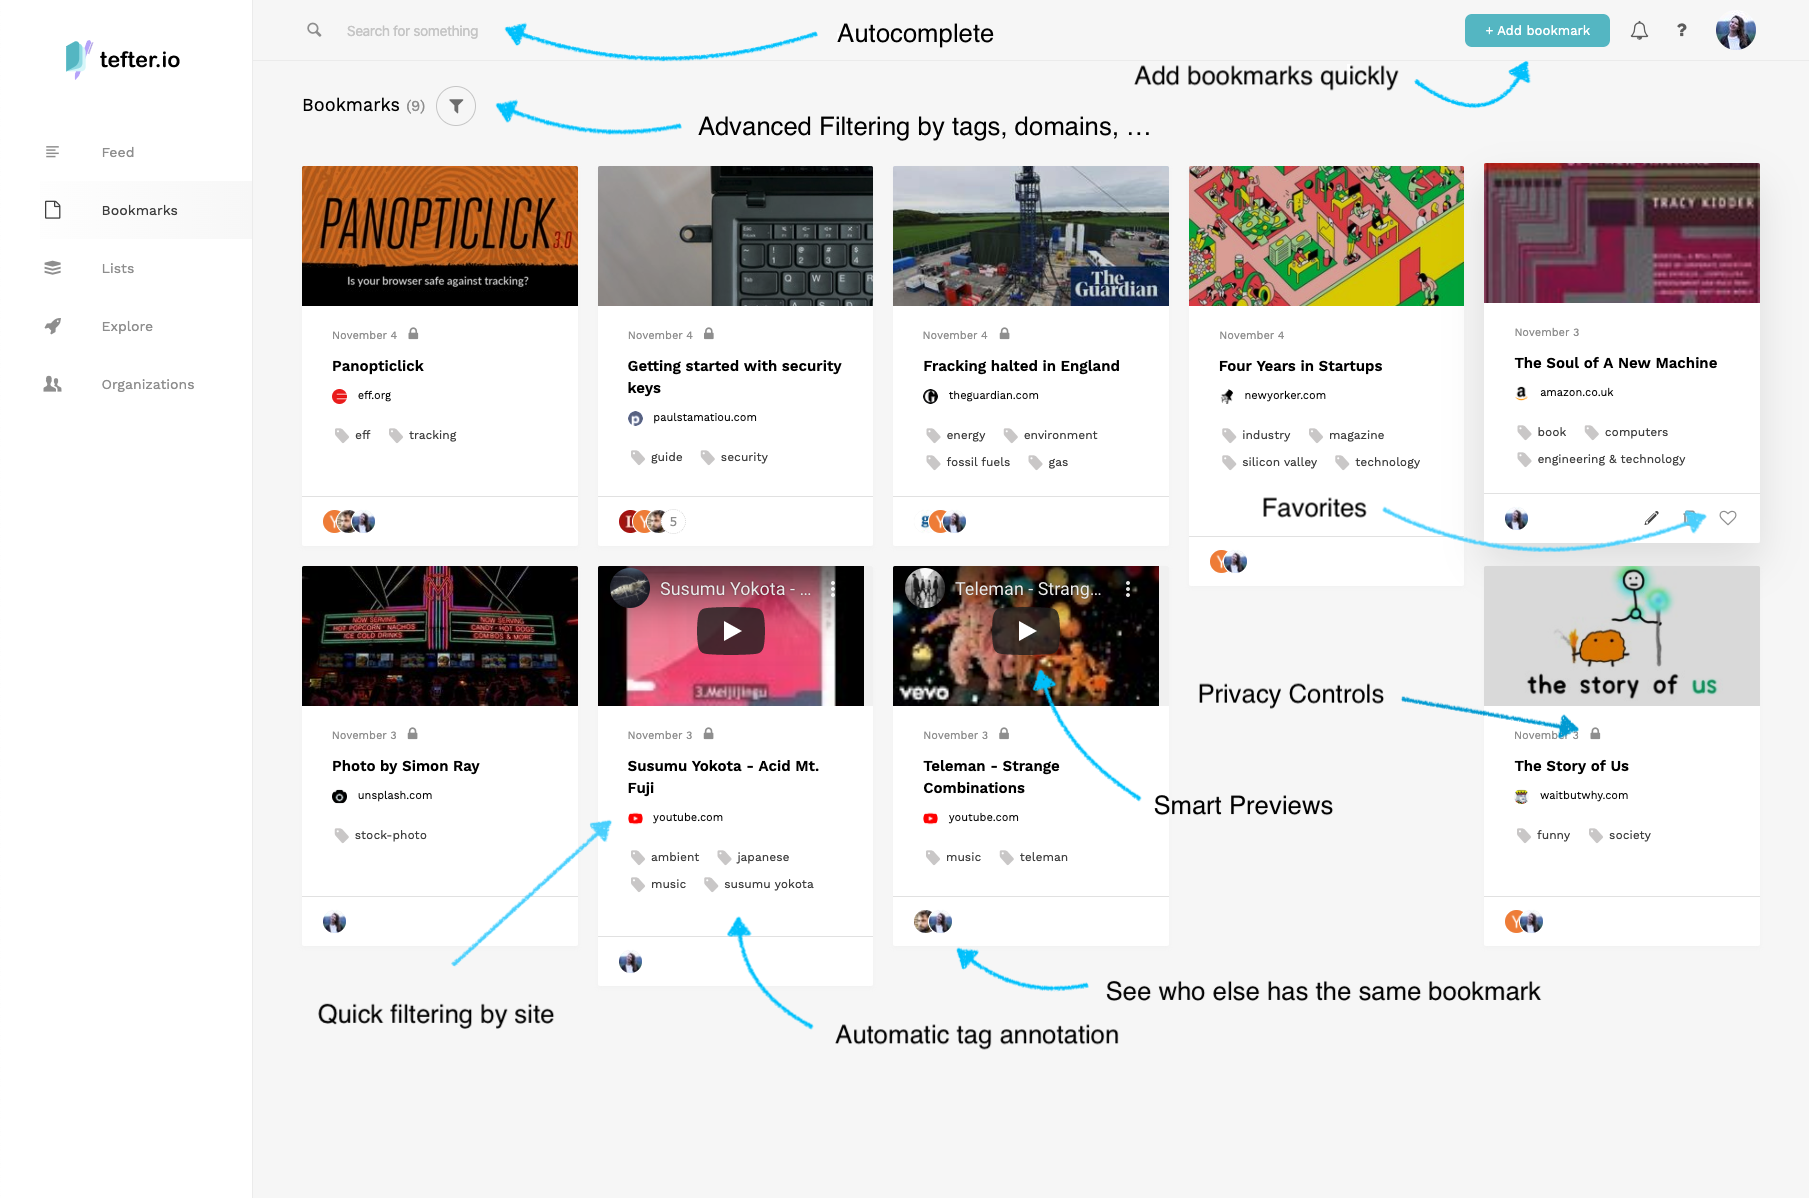 tefter.io
Search for something
Autocomplete
+ Add bookmark
?
Add bookmarks quickly
Bookmarks (9)
Advanced Filtering by tags, domains, ...
Feed
Bookmarks
Lists
Explore
Organizations
PANOPTICLICK 3.0
Is your browser safe against tracking?
November 4
Panopticlick
eff.org
eff tracking
November 4
Getting started with security
keys
paulstamatiou.com
guide security
5
The
Guardian
November 4
Fracking halted in England
theguardian.com
energy environment
fossil fuels gas
November 4
Four Years in Startups
newyorker.com
industry magazine
silicon valley technology
TRACY KIDDER
November 3
The Soul of A New Machine
amazon.co.uk
book computers
engineering & technology
Favorites
NOW SERVING
HOT POPCORN - NACHOS
ICE COLD DRINKS
NOW SERVING
CANDY - HOT DOGS
COMBOS & MORE
November 3
Photo by Simon Ray
unsplash.com
stock-photo
Susumu Yokota - ...
3.Meijijingu
November 3
Susumu Yokota - Acid Mt.
Fuji
youtube.com
ambient japanese
music susumu yokota
Teleman - Strang...
vevo
November 3
Teleman - Strange
Combinations
youtube.com
music teleman
the story of us
November 3
The Story of Us
waitbutwhy.com
funny society
Privacy Controls
Smart Previews
See who else has the same bookmark
Quick filtering by site
Automatic tag annotation